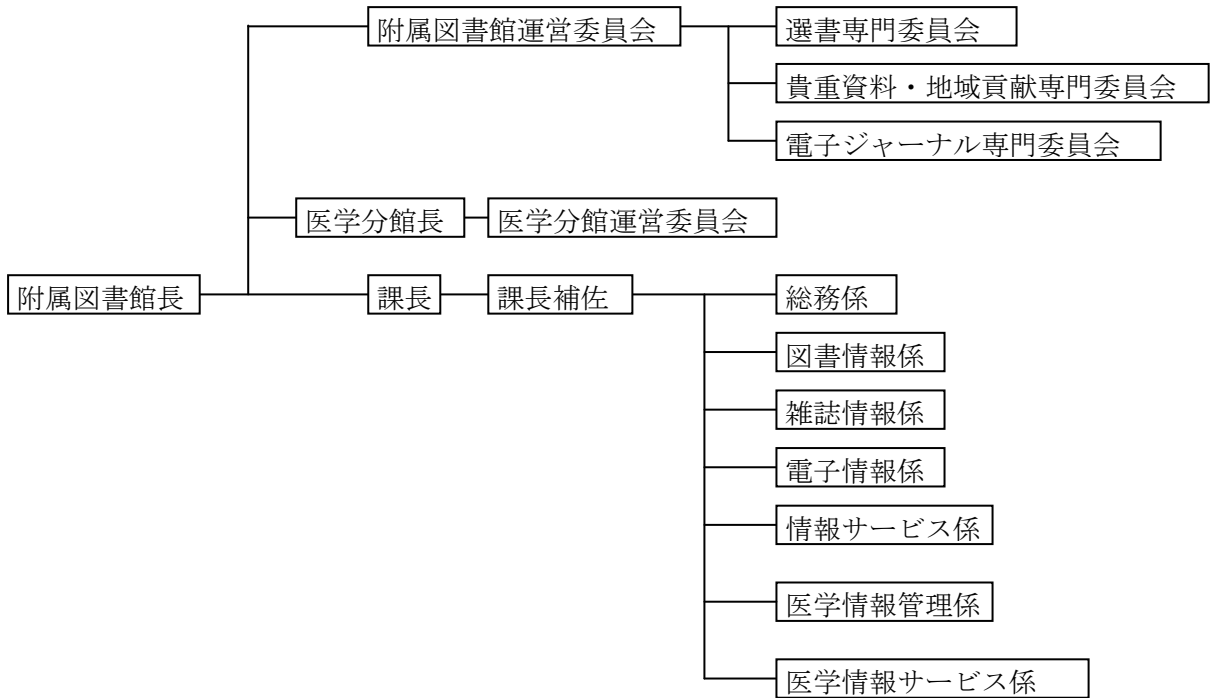 附属図書館運営委員会
選書専門委員会
貴重資料・地域貢献専門委員会
電子ジャーナル専門委員会
医学分館長
医学分館運営委員会
附属図書館長
課長
課長補佐
総務係
図書情報係
雑誌情報係
電子情報係
情報サービス係
医学情報管理係
医学情報サービス係